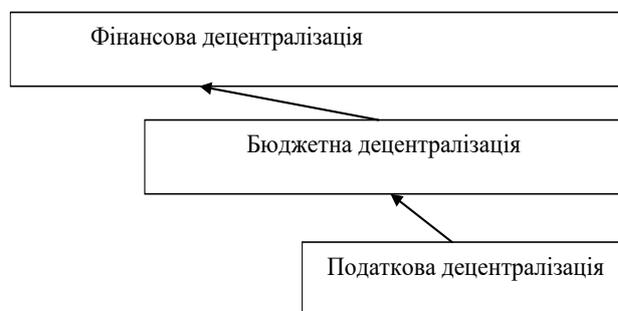 Фінансова децентралізація
Бюджетна децентралізація
Податкова децентралізація